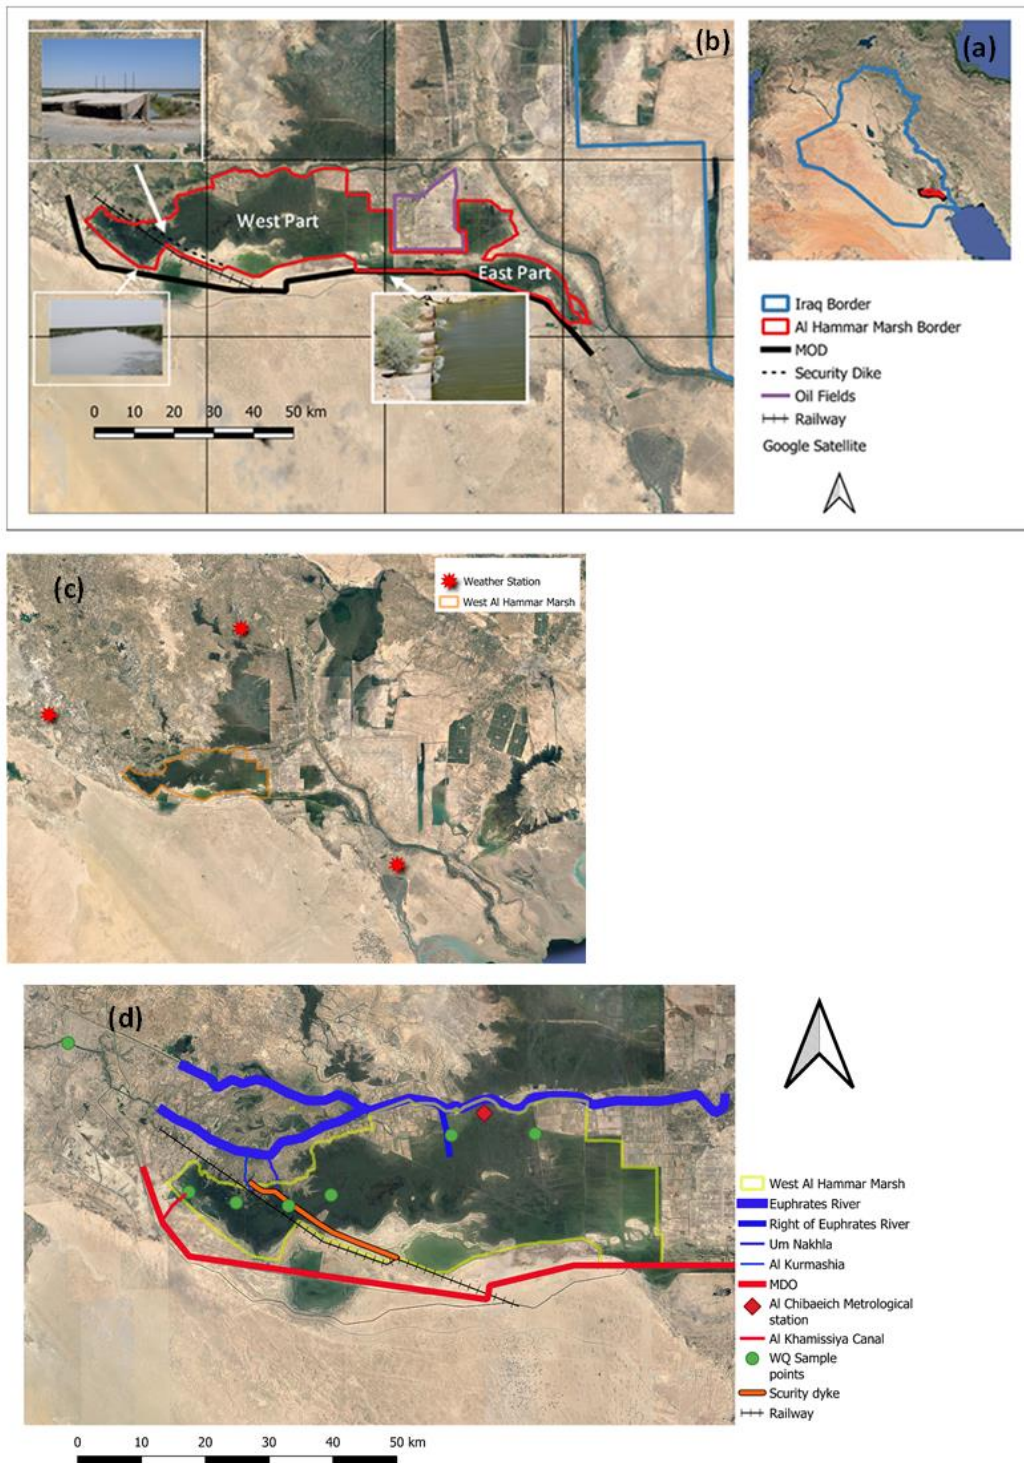 (b)
(a)
West Part
East Part
0 10 20 30 40 50 km
Iraq Border
Al Hammar Marsh Border
MOD
Security Dike
Oil Fields
Railway
Google Satellite
(c)
Weather Station
West Al Hammar Marsh
(d)
West Al Hammar Marsh
Euphrates River
Right of Euphrates River
Um Nakhla
Al Kurmashia
MDO
Al Chibaeich Metrological
station
Al Khamissiya Canal
WQ Sample
points
Scurity dyke
Railway
0 10 20 30 40 50 km